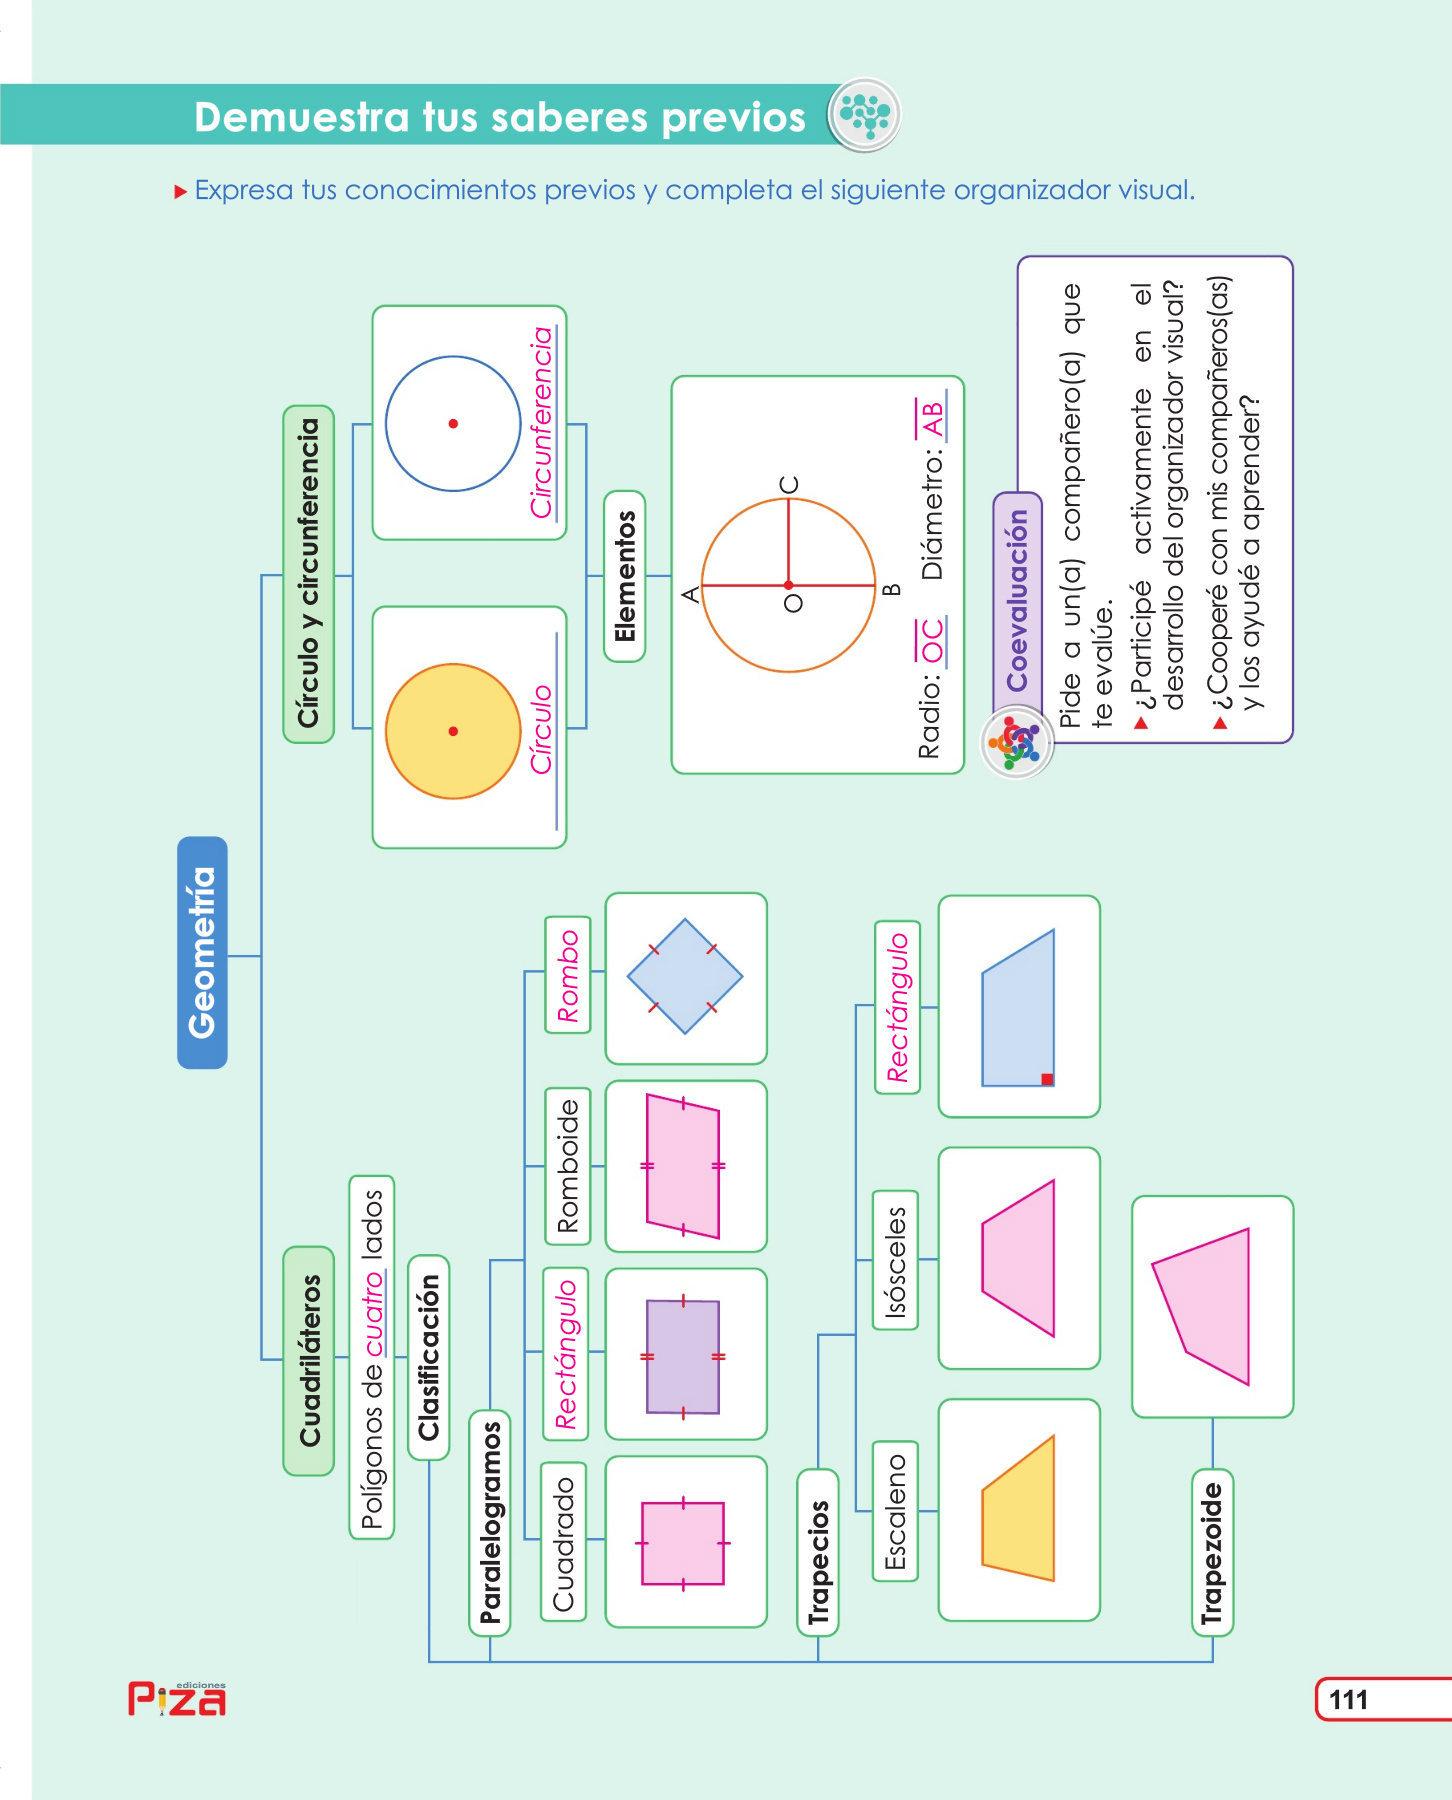 Demuestra tus saberes previos
Expresa tus conocimientos previos y completa el siguiente organizador visual.
Geometría
Cuadriláteros
Polígonos de cuatro lados
Clasificación
Paralelogramos
Cuadrado
Rectángulo
Romboide
Rombo
Trapecios
Escaleno
Isósceles
Rectángulo
Trapezoide
Círculo y circunferencia
Círculo
Circunferencia
Elementos
A
O
C
B
Radio: OC
Diámetro: AB
Coevaluación
Pide a un(a) compañero(a) que
te evalúe.
¿Participé activamente en el
desarrollo del organizador visual?
¿Cooperé con mis compañeros(as)
y los ayudé a aprender?
ediciones
Piza
111